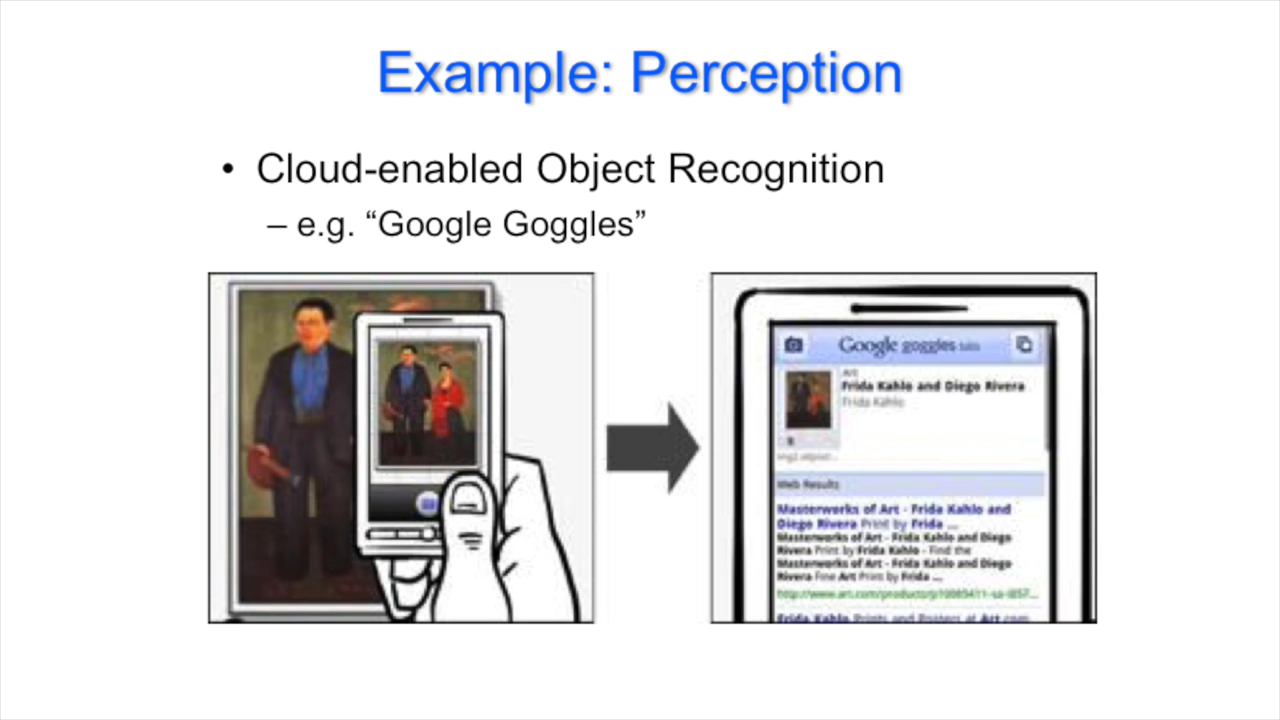 Example: Perception
• Cloud-enabled Object Recognition
– e.g. “Google Goggles”
Google goggles
Art
Frida Kahlo and Diego Rivera
Frida Kahlo
Web Results
Masterworks of Art - Frida Kahlo and
Diego Rivera Print by Frida ...
Masterworks of Art - Frida Kahlo and Diego
Rivera Print by Frida Kahlo - Find the
Masterworks of Art - Frida Kahlo and Diego
Rivera Fine Art Print by Frida ...
Frida Kahlo Prints and Posters at Art.com